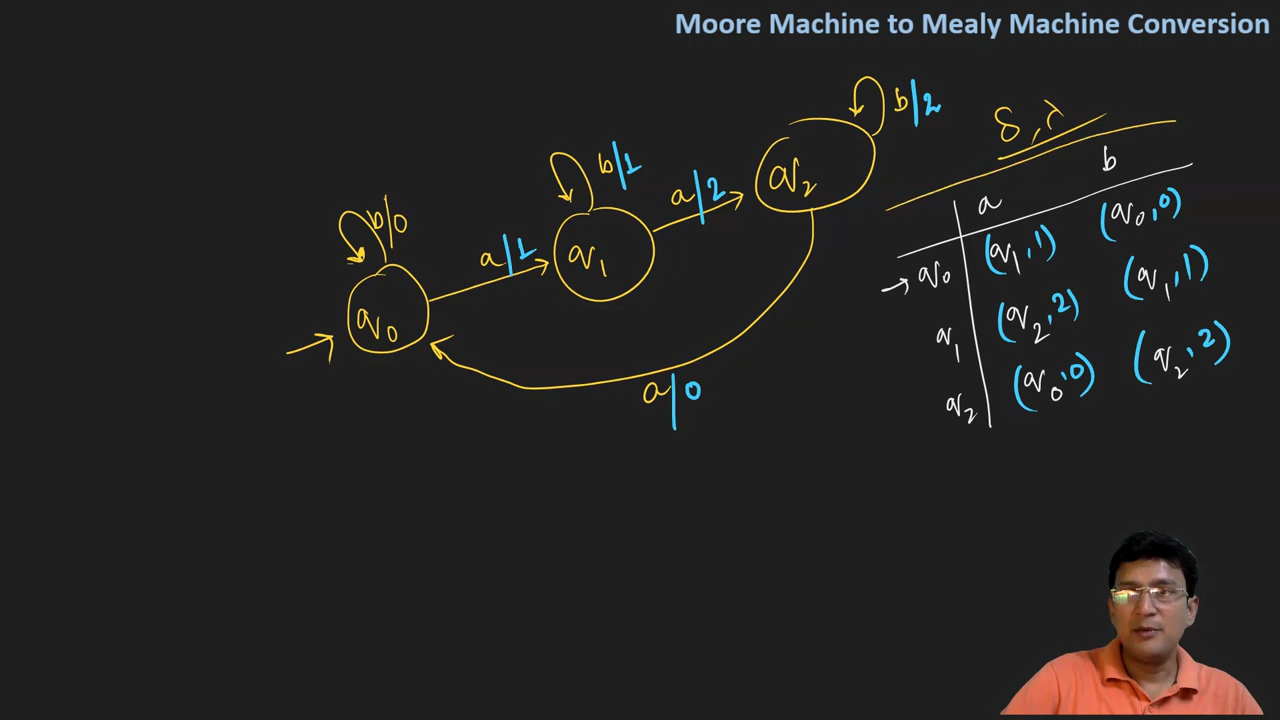 Moore Machine to Mealy Machine Conversion
b/0
q0
a/1
b/1
q1
a/2
b/2
q2
a/0
δ, λ
a b
→ q0 (q1, 1) (q0, 0)
q1 (q2, 2) (q1, 1)
q2 (q0, 0) (q2, 2)